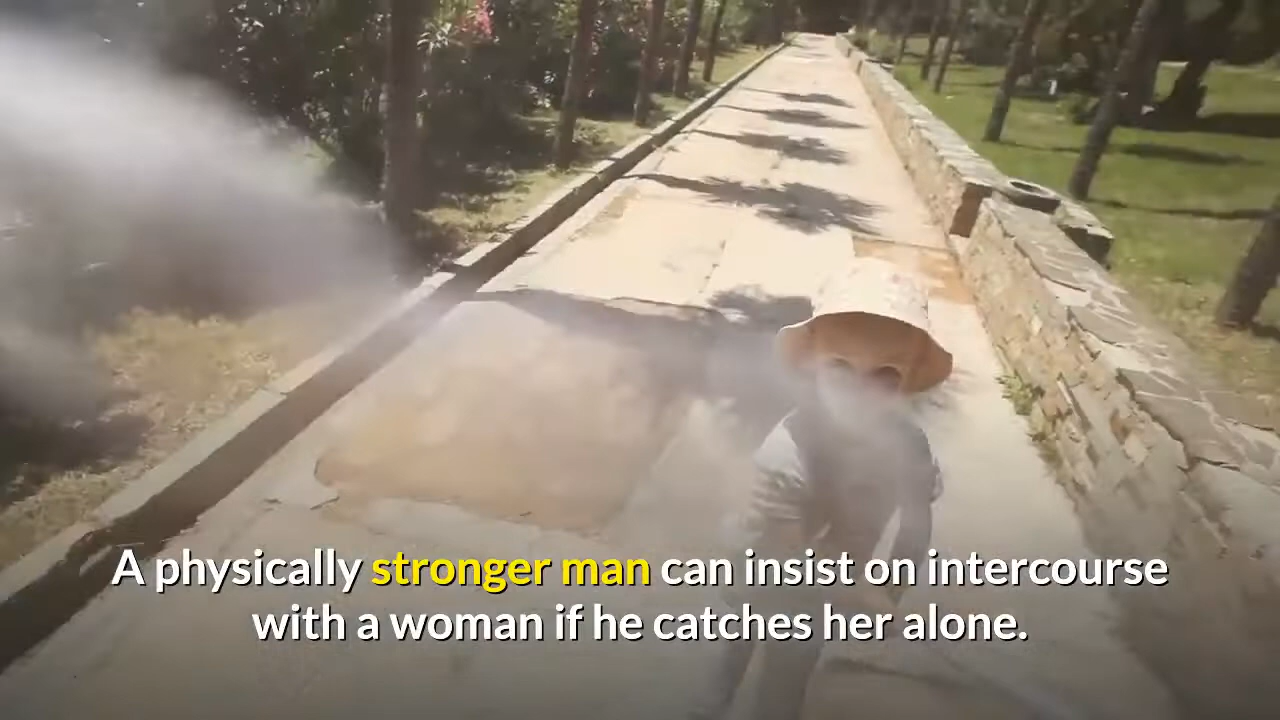 A physically stronger man can insist on intercourse
with a woman if he catches her alone.